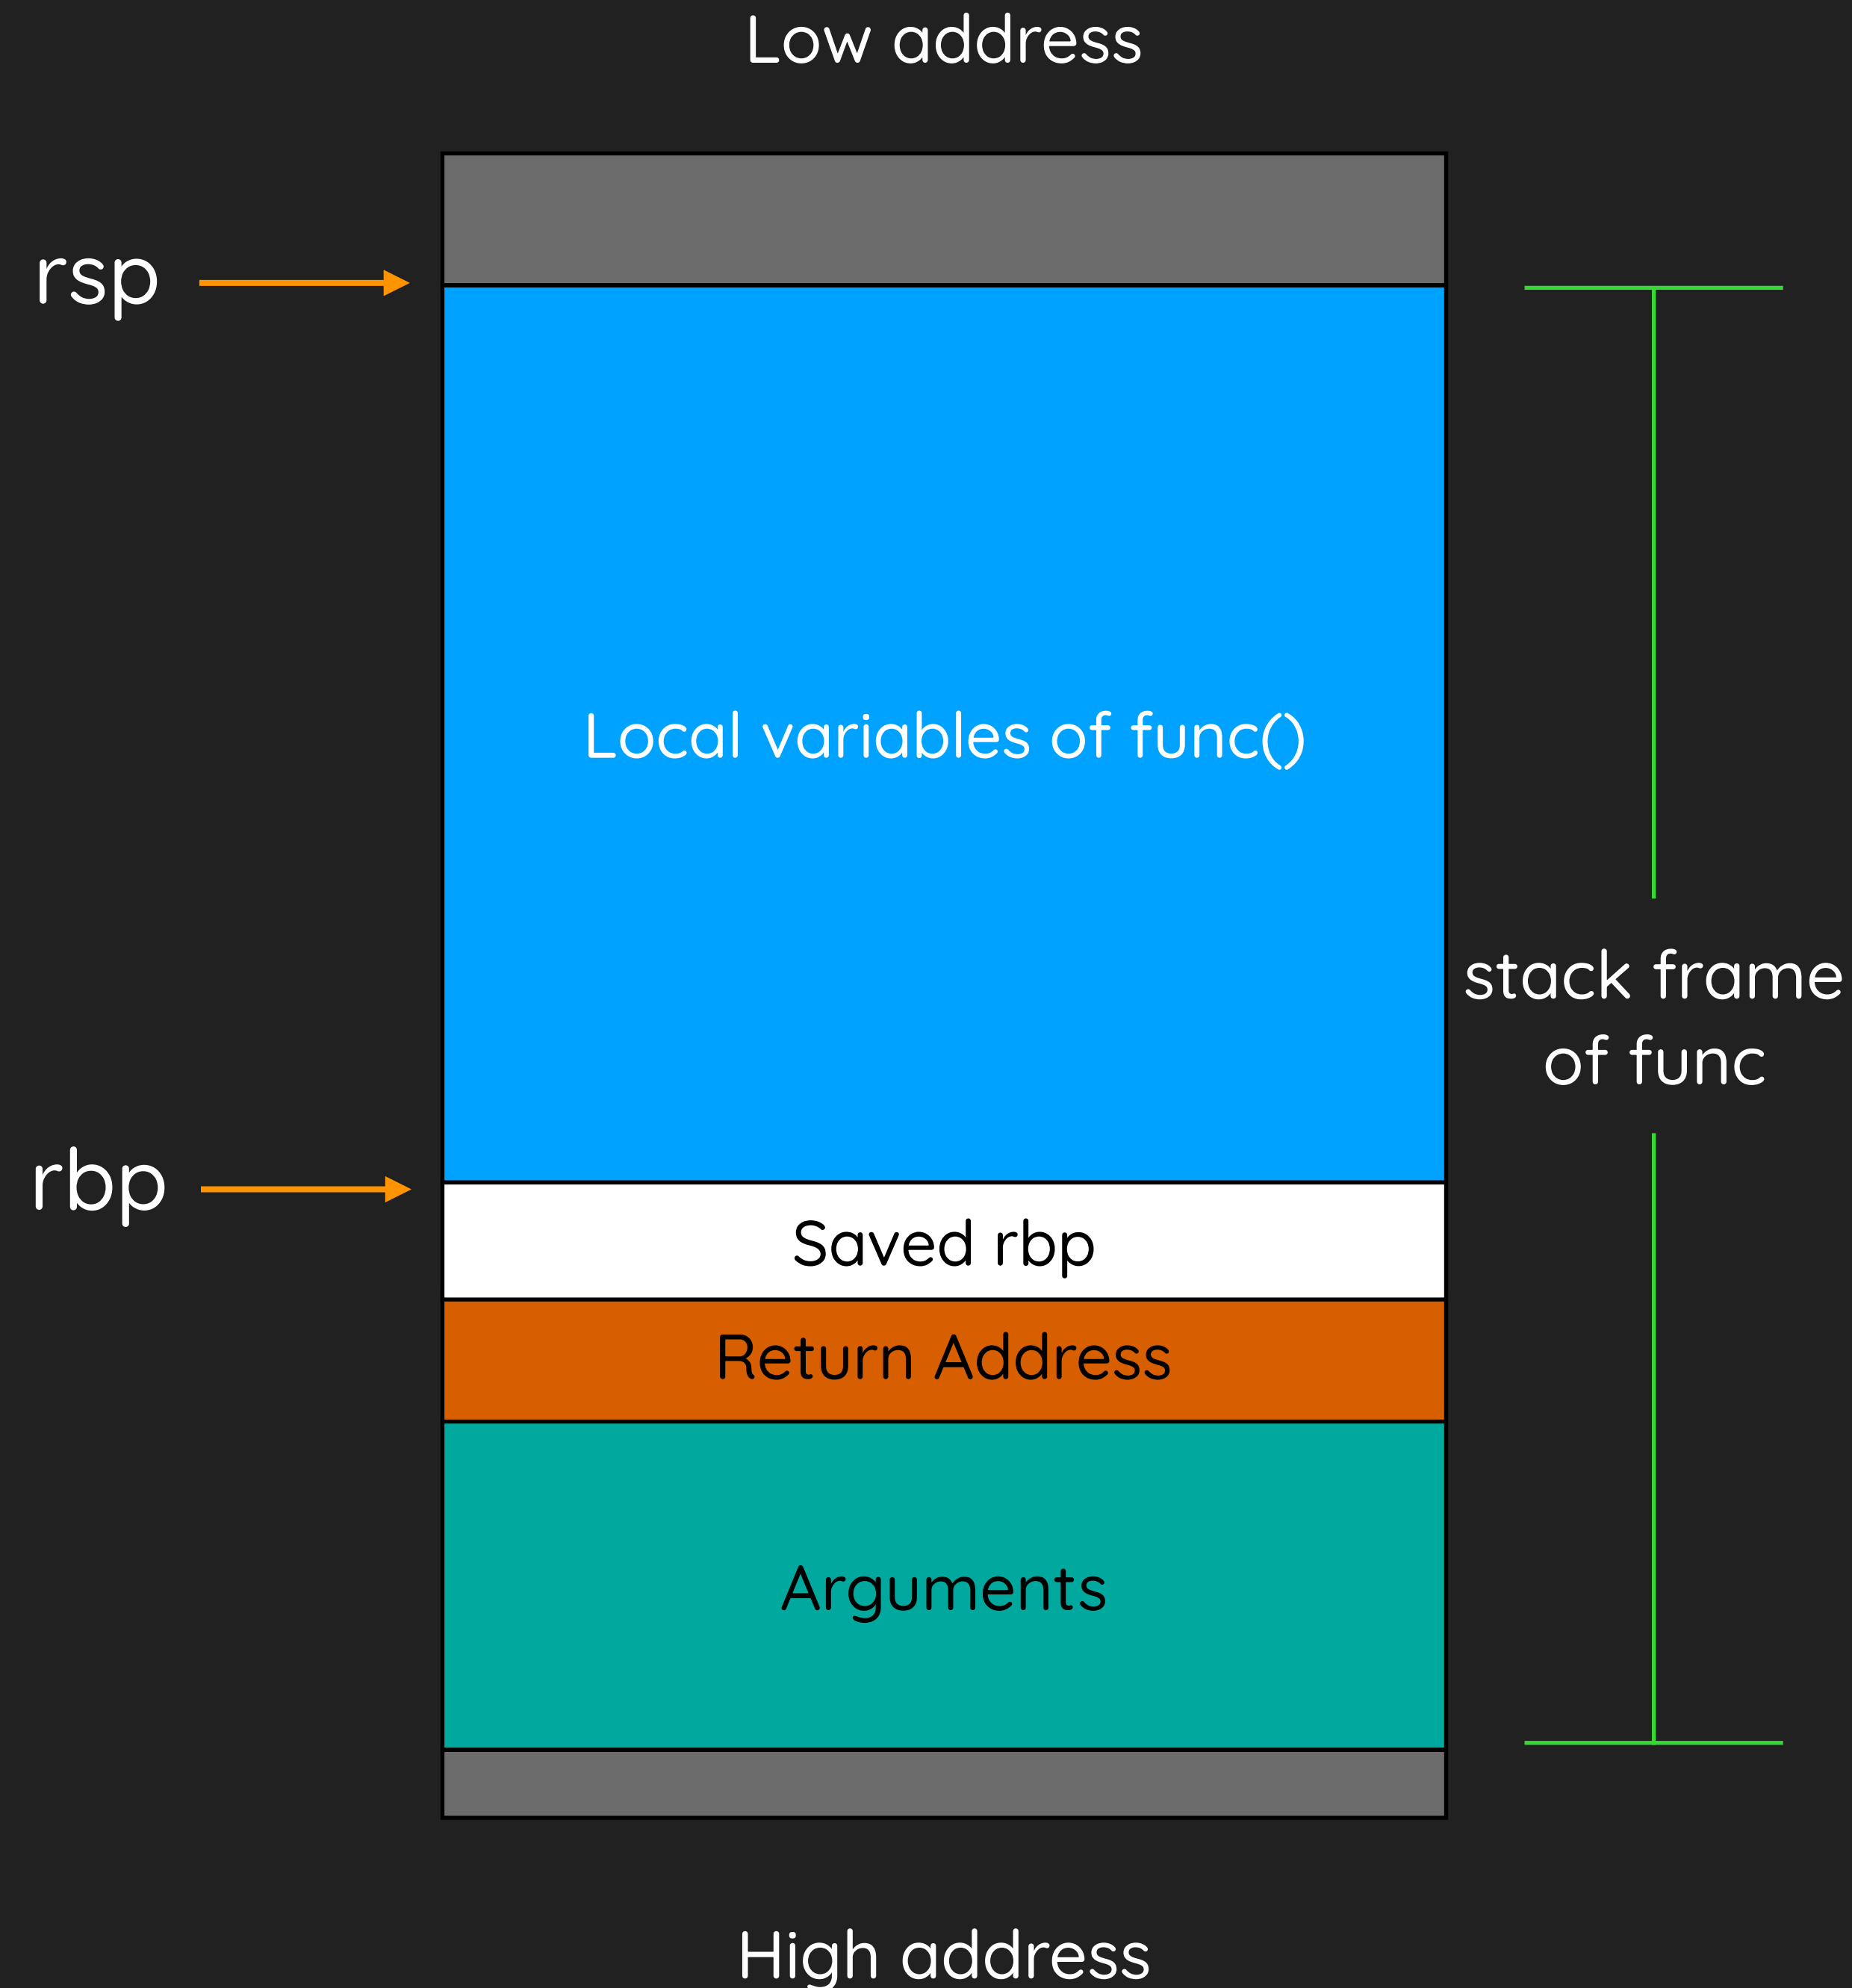 Low address
rsp
Local variables of func()
stack frame
of func
rbp
Saved rbp
Return Address
Arguments
High address